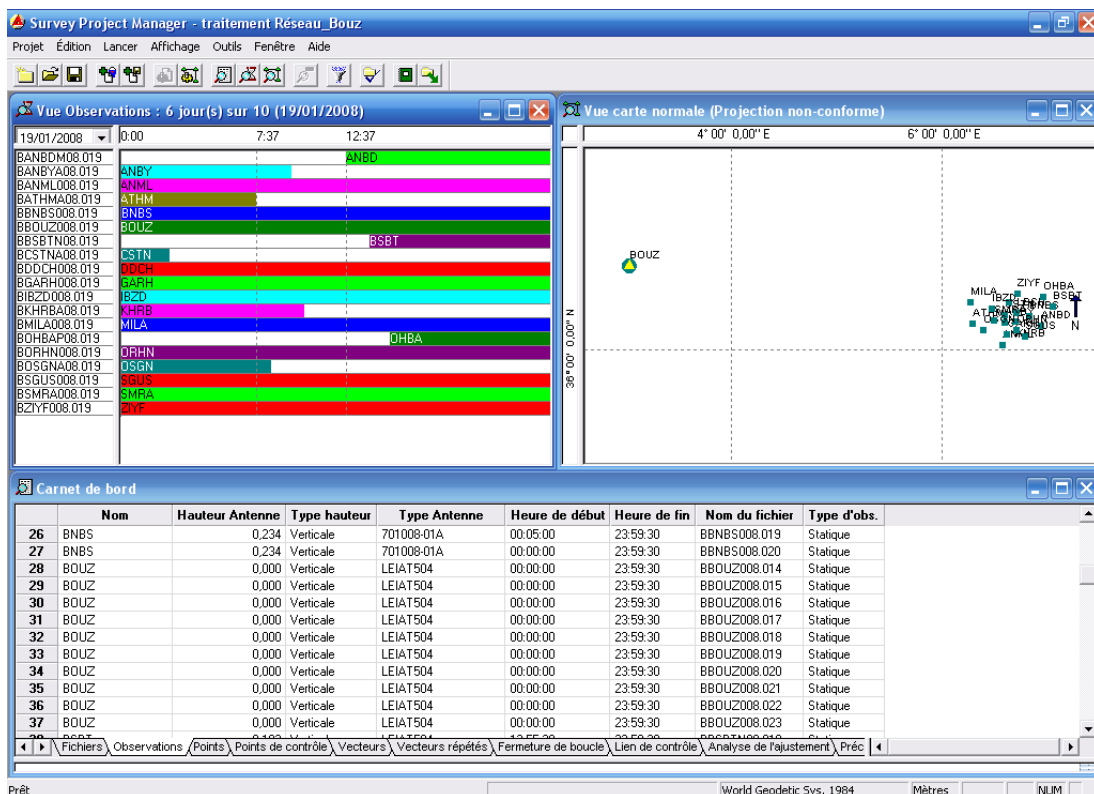 Survey Project Manager - traitement Réseau_Bouz
Projet Édition Lancer Affichage Outils Fenêtre Aide
Vue Observations : 6 jour(s) sur 10 (19/01/2008)
19/01/2008 0:00 7:37 12:37
BANBDM08.019 ANBD
BANBYA08.019 ANBY
BANML008.019 ANML
BATHMA08.019 ATHM
BBNBS008.019 BNBS
BBOUZ008.019 BOUZ
BBSBTN08.019 BSBT
BCSTNA08.019 CSTN
BDDCH008.019 DDCH
BGARH008.019 GARH
BIBZD008.019 IBZD
BKHRBA08.019 KHRB
BMILA008.019 MILA
BOHBAP08.019 OHBA
BORHN008.019 ORHN
BOSGNA08.019 OSGN
BSGUS008.019 SGUS
BSMRA008.019 SMRA
BZIYF008.019 ZIYF
Vue carte normale (Projection non-conforme)
4° 00' 0,00" E 6° 00' 0,00" E
36° 00' 0,00" N
BOUZ
ZIYF OHBA
MILA IBZD BSBT
ANBD
N
Carnet de bord
Nom Hauteur Antenne Type hauteur Type Antenne Heure de début Heure de fin Nom du fichier Type d'obs.
26 BNBS 0,234 Verticale 701008-01A 00:05:00 23:59:30 BBNBS008.019 Statique
27 BNBS 0,234 Verticale 701008-01A 00:00:00 23:59:30 BBNBS008.020 Statique
28 BOUZ 0,000 Verticale LEIAT504 00:00:00 23:59:30 BBOUZ008.014 Statique
29 BOUZ 0,000 Verticale LEIAT504 00:00:00 23:59:30 BBOUZ008.015 Statique
30 BOUZ 0,000 Verticale LEIAT504 00:00:00 23:59:30 BBOUZ008.016 Statique
31 BOUZ 0,000 Verticale LEIAT504 00:00:00 23:59:30 BBOUZ008.017 Statique
32 BOUZ 0,000 Verticale LEIAT504 00:00:00 23:59:30 BBOUZ008.018 Statique
33 BOUZ 0,000 Verticale LEIAT504 00:00:00 23:59:30 BBOUZ008.019 Statique
34 BOUZ 0,000 Verticale LEIAT504 00:00:00 23:59:30 BBOUZ008.020 Statique
35 BOUZ 0,000 Verticale LEIAT504 00:00:00 23:59:30 BBOUZ008.021 Statique
36 BOUZ 0,000 Verticale LEIAT504 00:00:00 23:59:30 BBOUZ008.022 Statique
37 BOUZ 0,000 Verticale LEIAT504 00:00:00 23:59:30 BBOUZ008.023 Statique
Fichiers Observations Points Points de contrôle Vecteurs Vecteurs répétés Fermeture de boucle Lien de contrôle Analyse de l'ajustement Préc
Prêt World Geodetic Sys. 1984 Mètres NUM